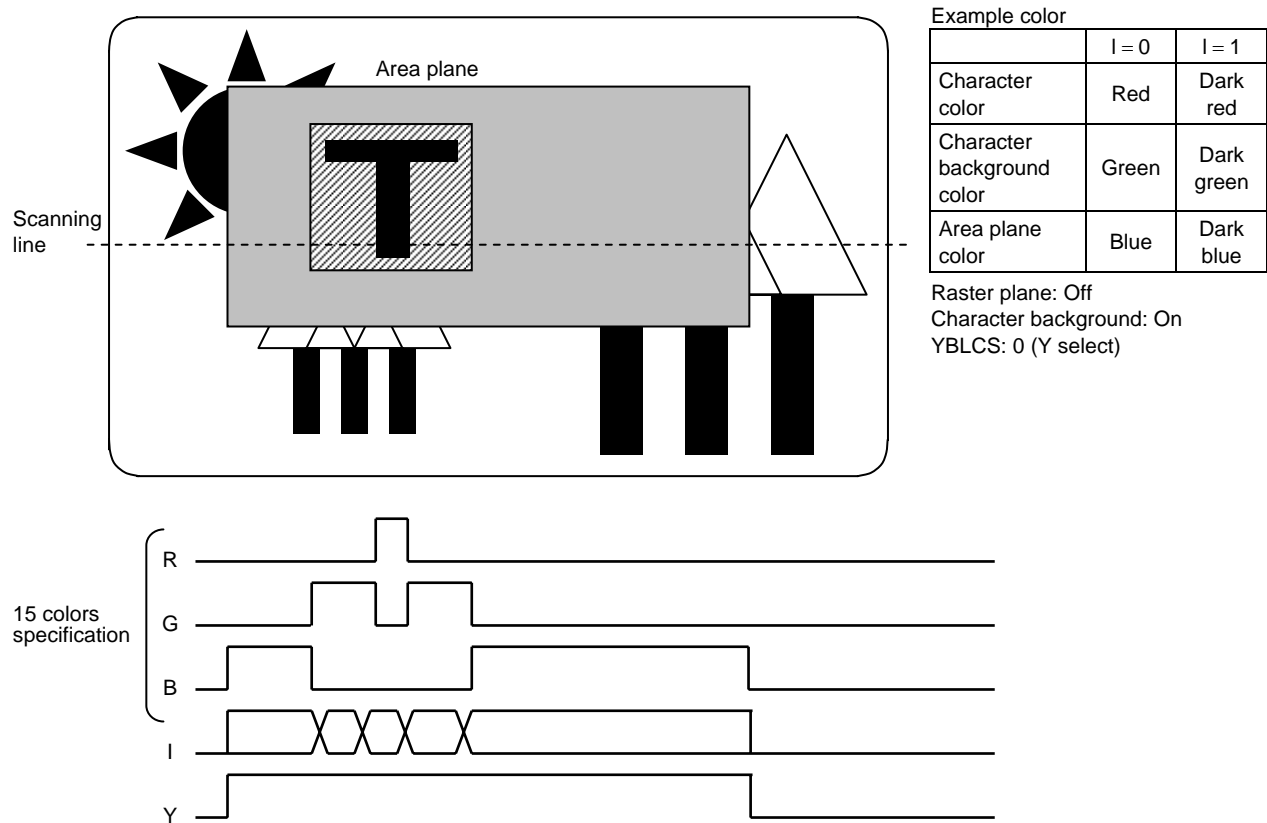 Area plane
T
Scanning
line
Example color
I = 0 I = 1
Character
color Red Dark
red
Character
background
color Green Dark
green
Area plane
color Blue Dark
blue
Raster plane: Off
Character background: On
YBLCS: 0 (Y select)
15 colors
specification
R
G
B
I
Y